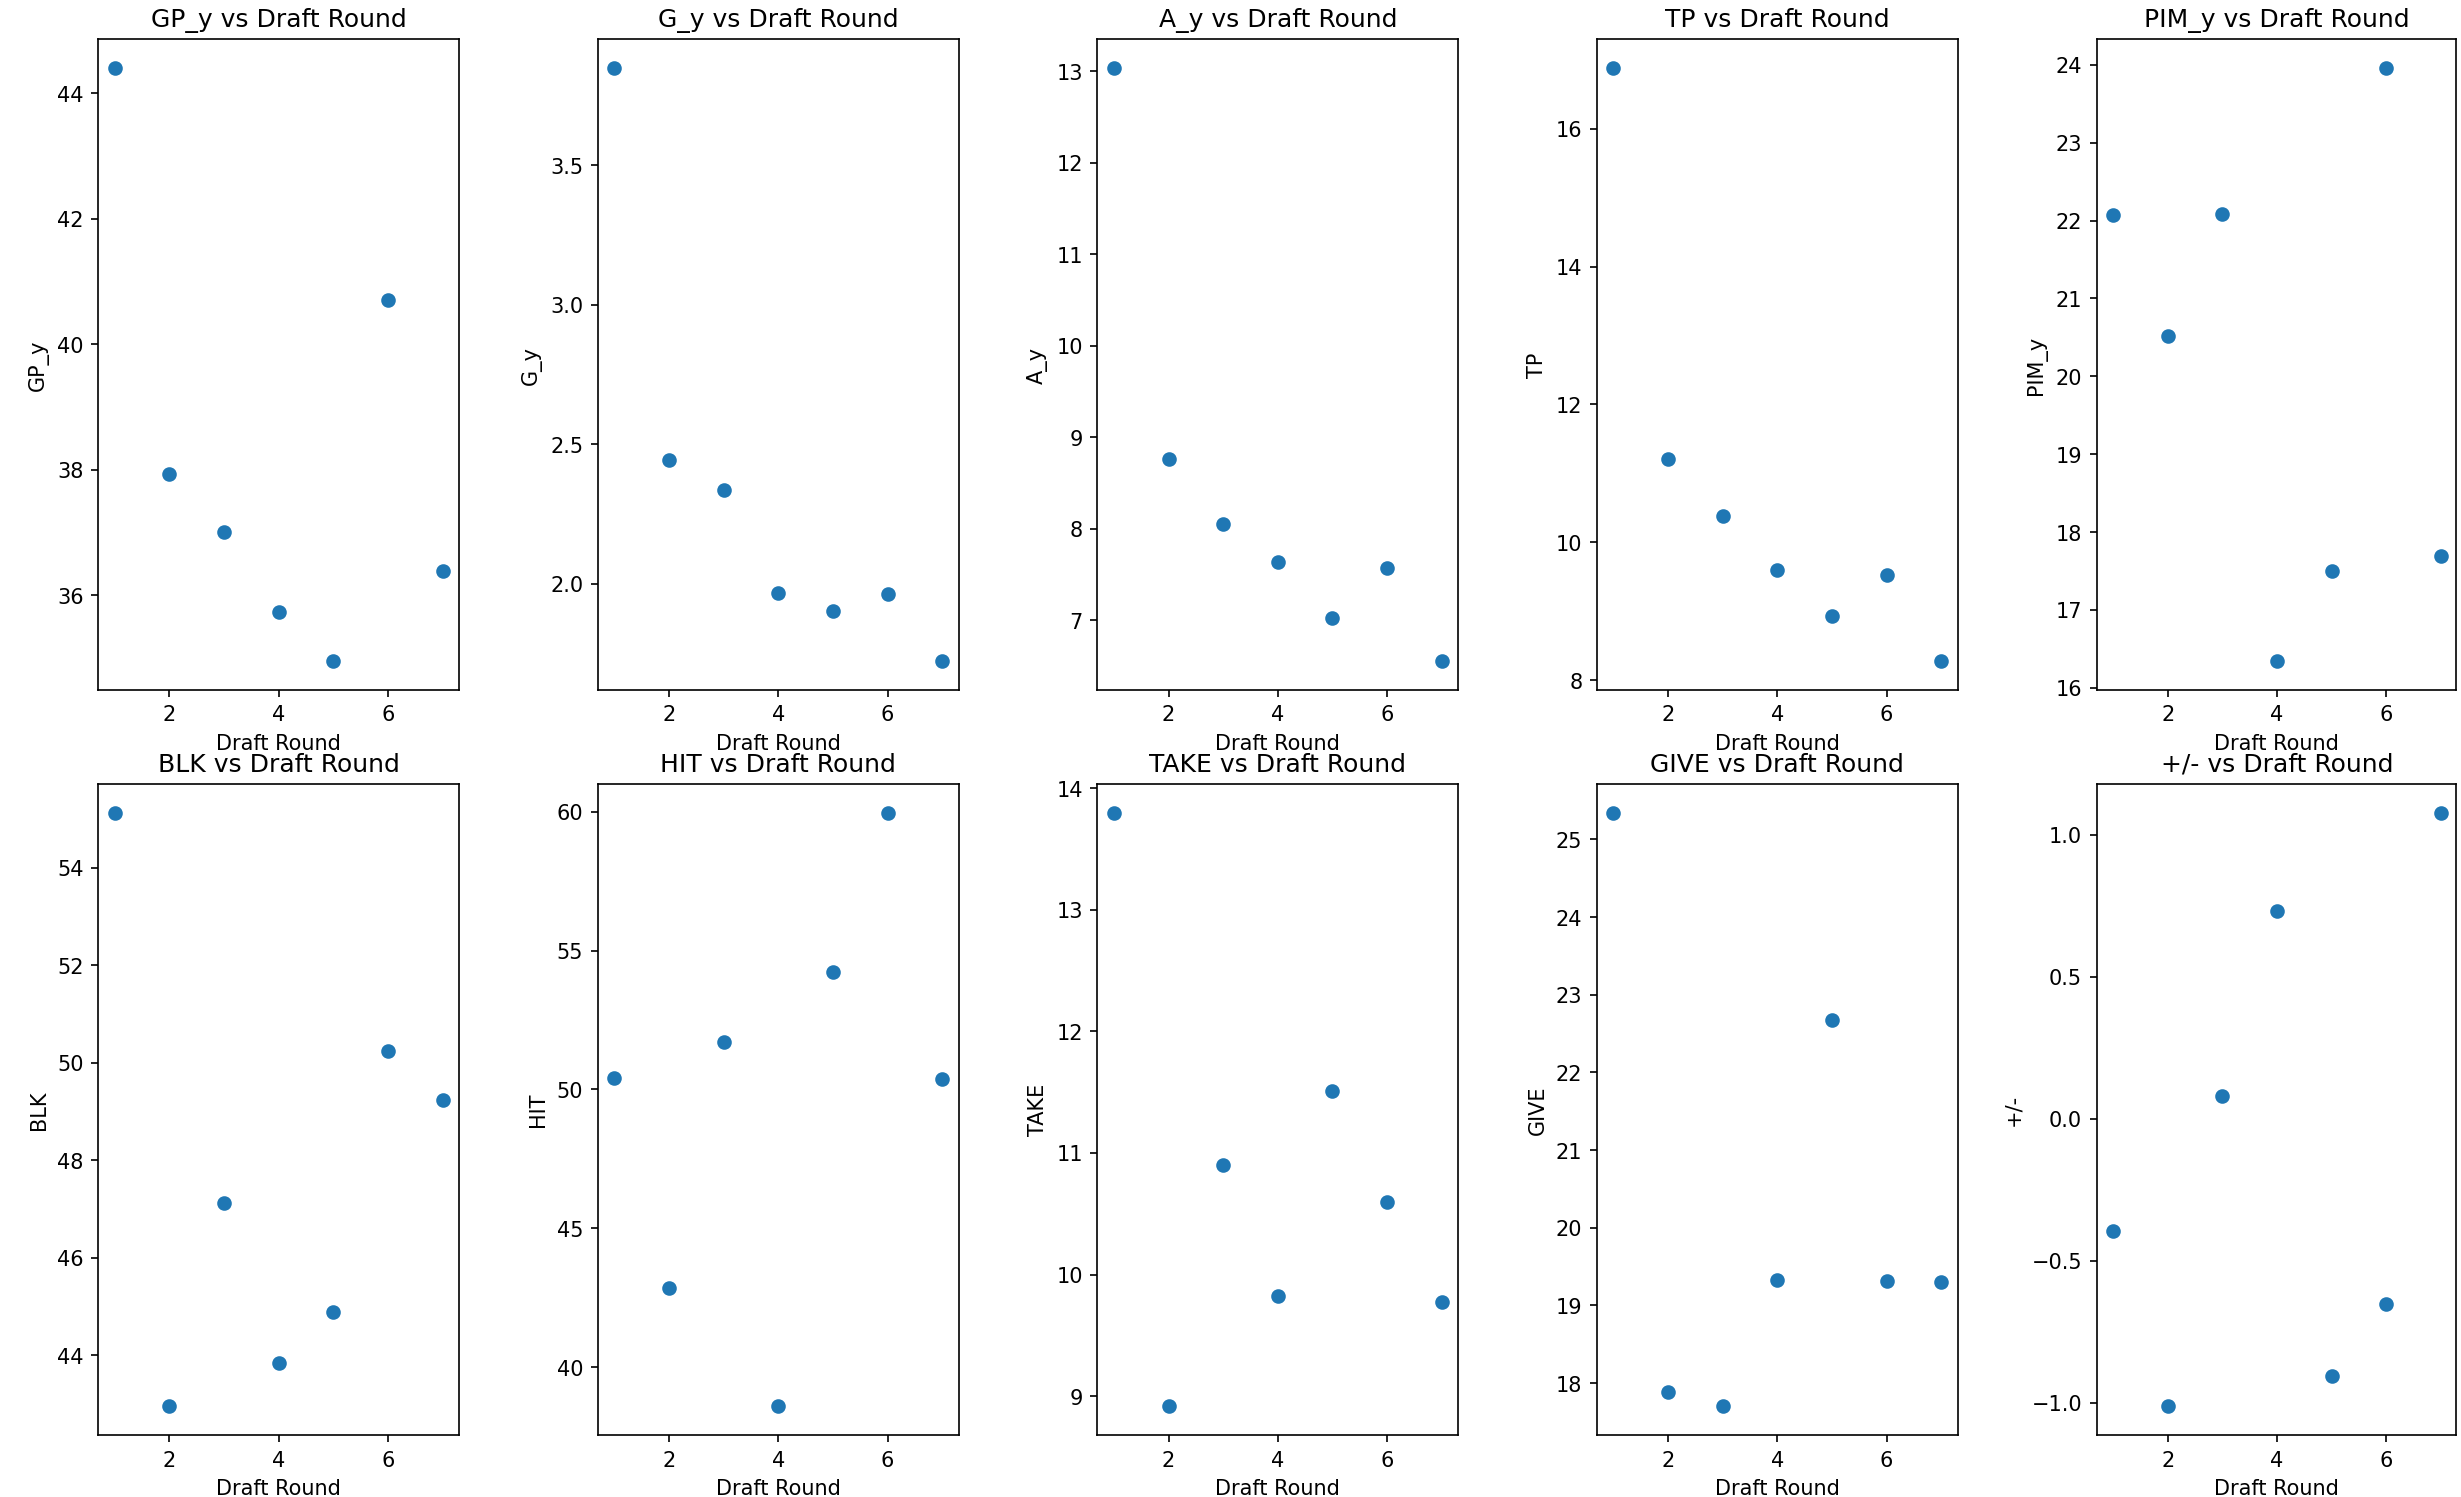 GP_y vs Draft Round
44
42
40
38
36
GP_y
2 4 6
Draft Round
G_y vs Draft Round
3.5
3.0
2.5
2.0
G_y
2 4 6
Draft Round
A_y vs Draft Round
13
12
11
10
9
8
7
A_y
2 4 6
Draft Round
TP vs Draft Round
16
14
12
10
8
TP
2 4 6
Draft Round
PIM_y vs Draft Round
24
23
22
21
20
19
18
17
16
PIM_y
2 4 6
Draft Round
BLK vs Draft Round
54
52
50
48
46
44
BLK
2 4 6
Draft Round
HIT vs Draft Round
60
55
50
45
40
HIT
2 4 6
Draft Round
TAKE vs Draft Round
14
13
12
11
10
9
TAKE
2 4 6
Draft Round
GIVE vs Draft Round
25
24
23
22
21
20
19
18
GIVE
2 4 6
Draft Round
+/- vs Draft Round
1.0
0.5
0.0
−0.5
−1.0
+/-
2 4 6
Draft Round